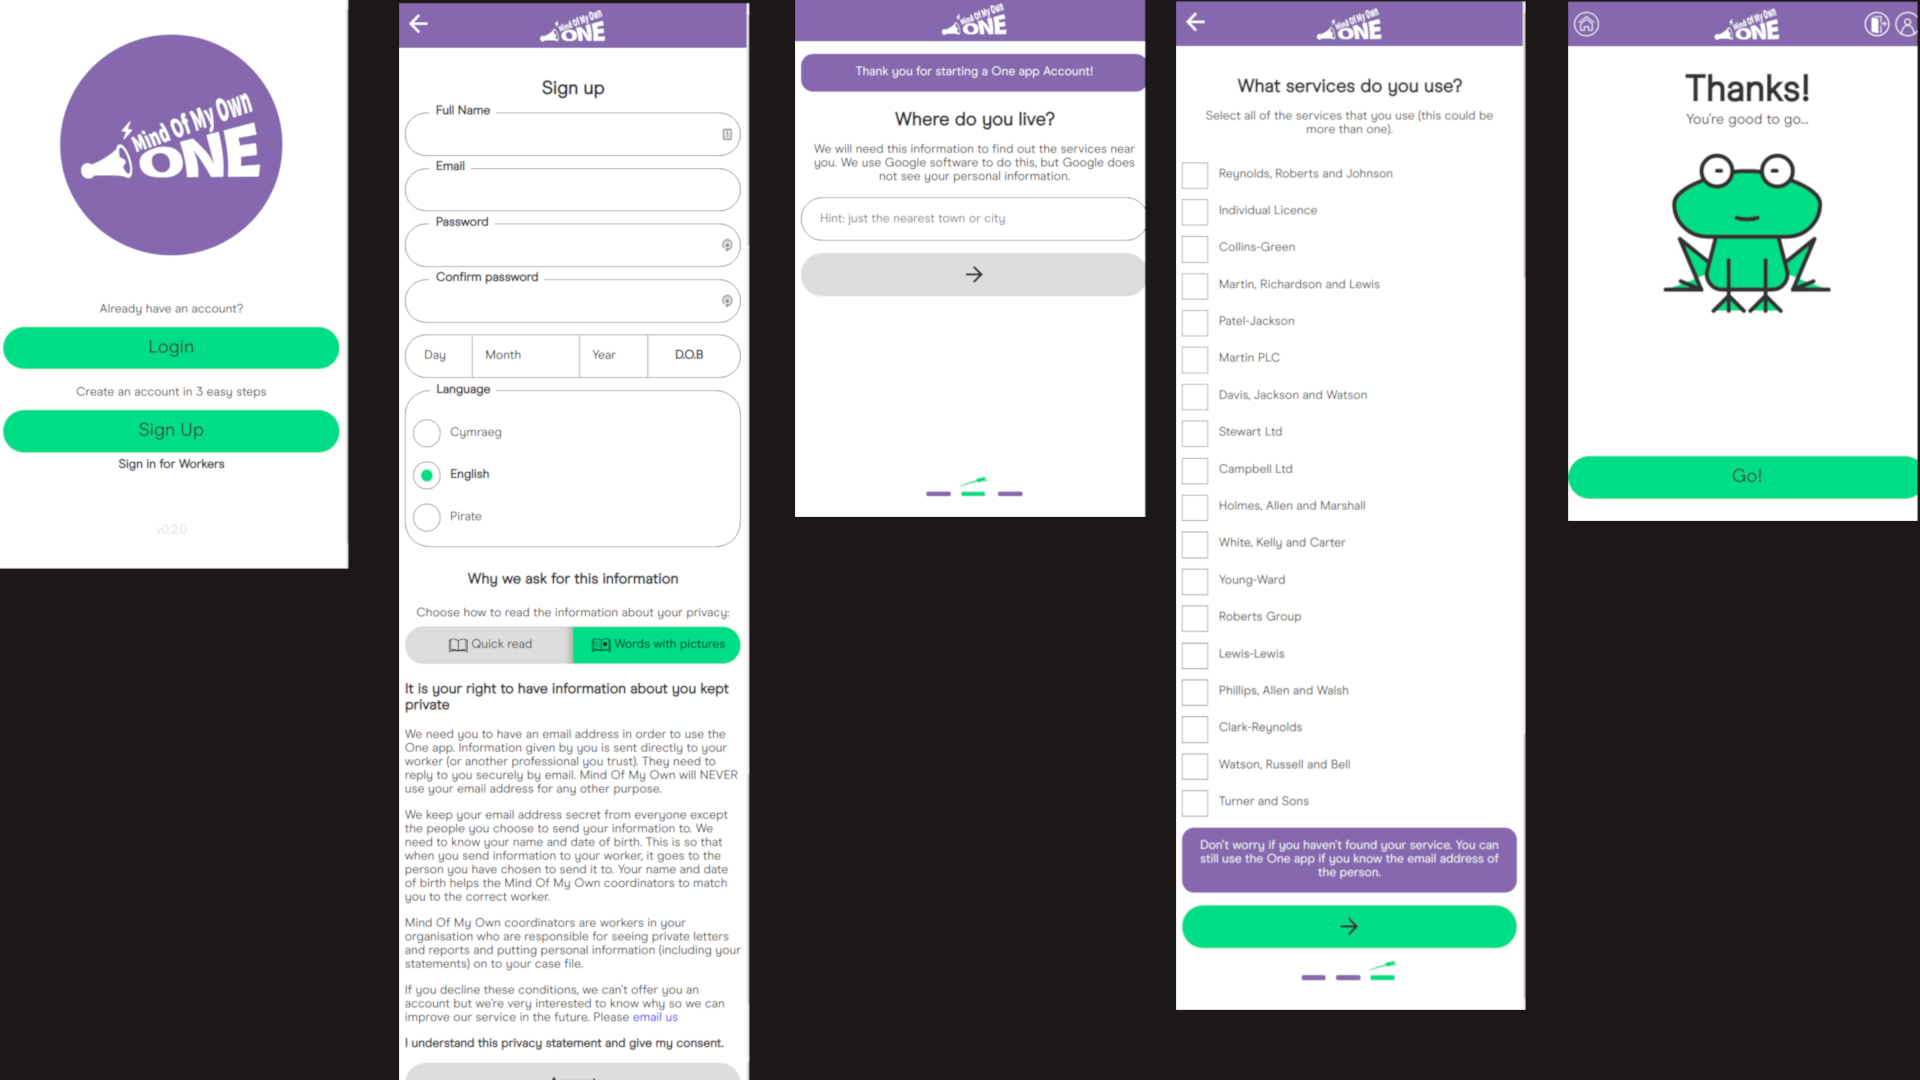 Mind Of My Own
ONE
Already have an account?
Login
Create an account in 3 easy steps
Sign Up
Sign in for Workers
v0.2.0
Mind Of My Own
ONE
Sign up
Full Name
Email
Password
Confirm password
Day
Month
Year
D.O.B
Language
Cymraeg
English
Pirate
Why we ask for this information
Choose how to read the information about your privacy:
Quick read
Words with pictures
It is your right to have information about you kept
private
We need you to have an email address in order to use the
One app. Information given by you is sent directly to your
worker (or another professional you trust). They need to
reply to you securely by email. Mind Of My Own will NEVER
use your email address for any other purpose.
We keep your email address secret from everyone except
the people you choose to send your information to. We
need to know your name and date of birth. This is so that
when you send information to your worker, it goes to the
person you have chosen to send it to. Your name and date
of birth helps the Mind Of My Own coordinators to match
you to the correct worker.
Mind Of My Own coordinators are workers in your
organisation who are responsible for seeing private letters
and reports and putting personal information (including your
statements) on to your case file.
If you decline these conditions, we can't offer you an
account but we're very interested to know why so we can
improve our service in the future. Please email us
I understand this privacy statement and give my consent.
Mind Of My Own
ONE
Thank you for starting a One app Account!
Where do you live?
We will need this information to find out the services near
you. We use Google software to do this, but Google does
not see your personal information.
Hint: just the nearest town or city
Mind Of My Own
ONE
What services do you use?
Select all of the services that you use (this could be
more than one).
Reynolds, Roberts and Johnson
Individual Licence
Collins-Green
Martin, Richardson and Lewis
Patel-Jackson
Martin PLC
Davis, Jackson and Watson
Stewart Ltd
Campbell Ltd
Holmes, Allen and Marshall
White, Kelly and Carter
Young-Ward
Roberts Group
Lewis-Lewis
Phillips, Allen and Walsh
Clark-Reynolds
Watson, Russell and Bell
Turner and Sons
Don't worry if you haven't found your service. You can
still use the One app if you know the email address of
the person.
Mind Of My Own
ONE
Thanks!
You're good to go...
Go!